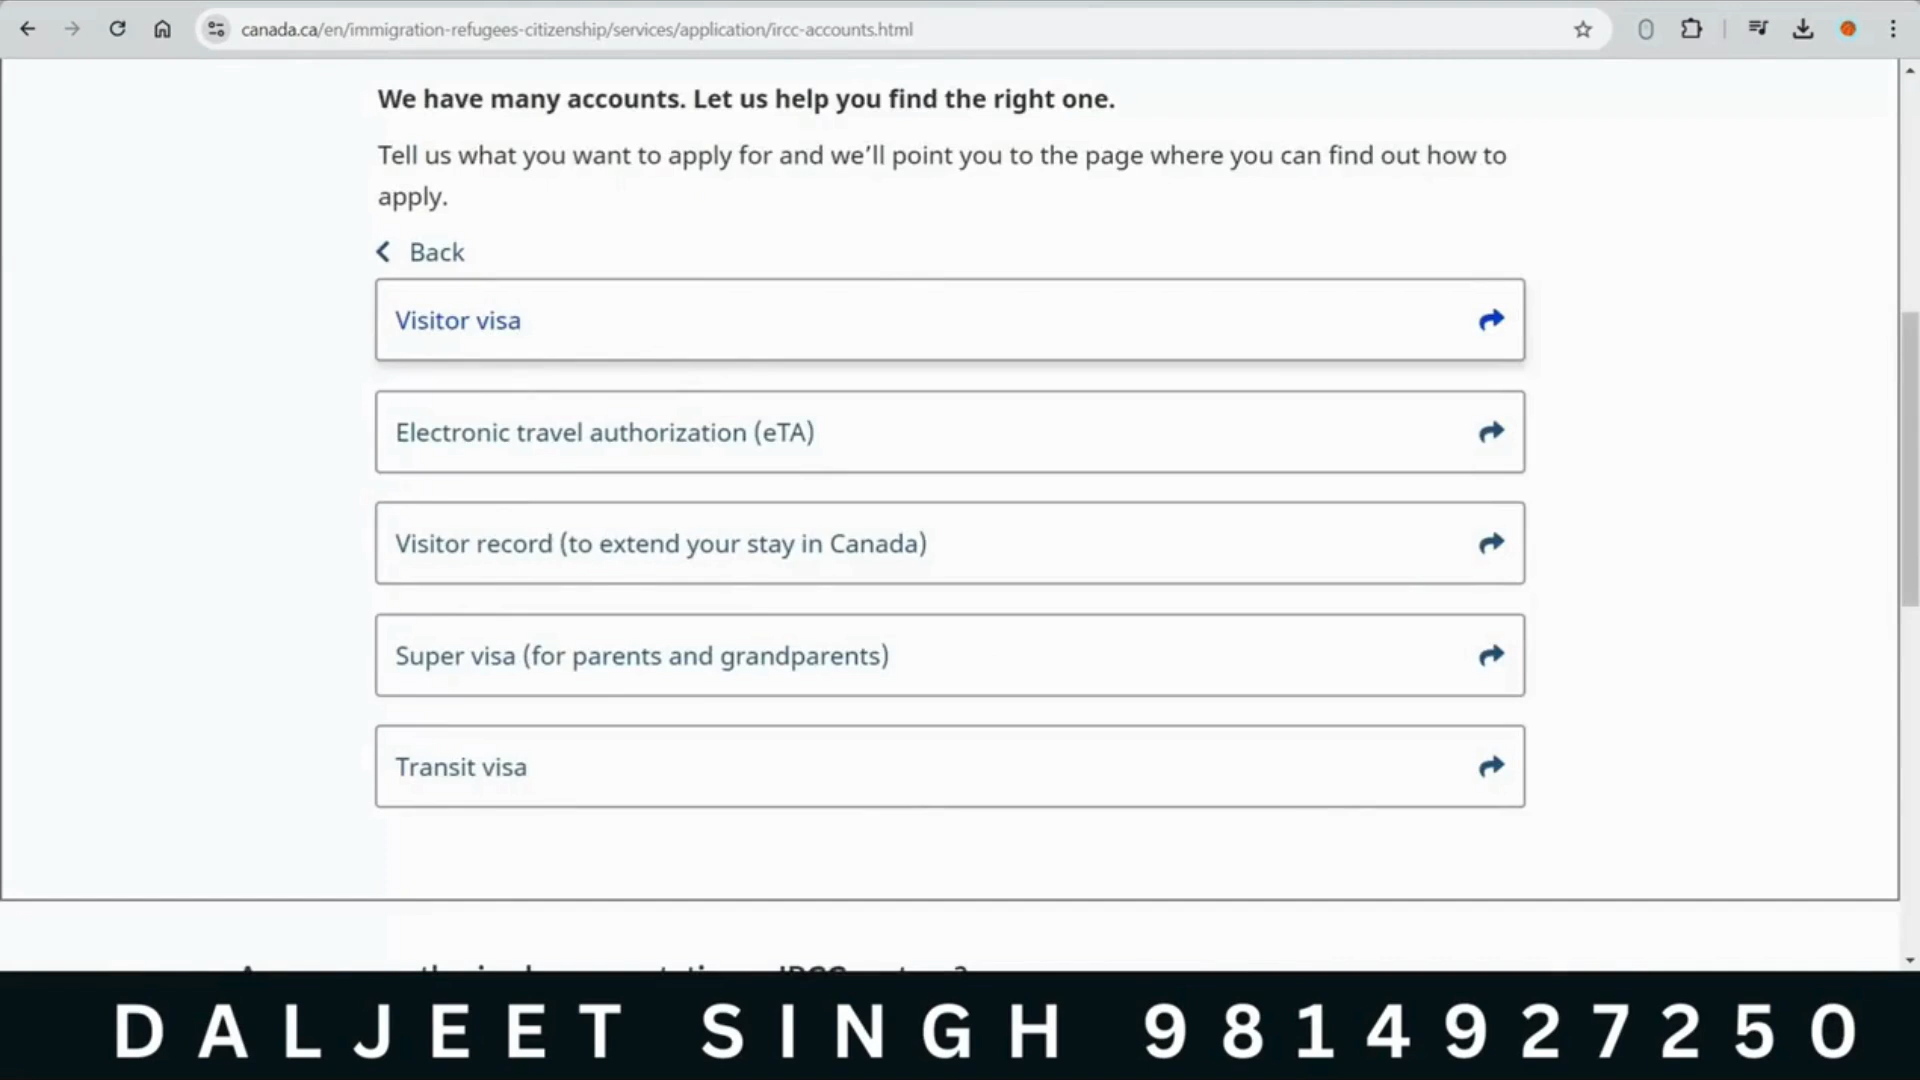 canada.ca/en/immigration-refugees-citizenship/services/application/ircc-accounts.html
We have many accounts. Let us help you find the right one.
Tell us what you want to apply for and we’ll point you to the page where you can find out how to
apply.
Back
Visitor visa
Electronic travel authorization (eTA)
Visitor record (to extend your stay in Canada)
Super visa (for parents and grandparents)
Transit visa
DALJEET SINGH 9814927250